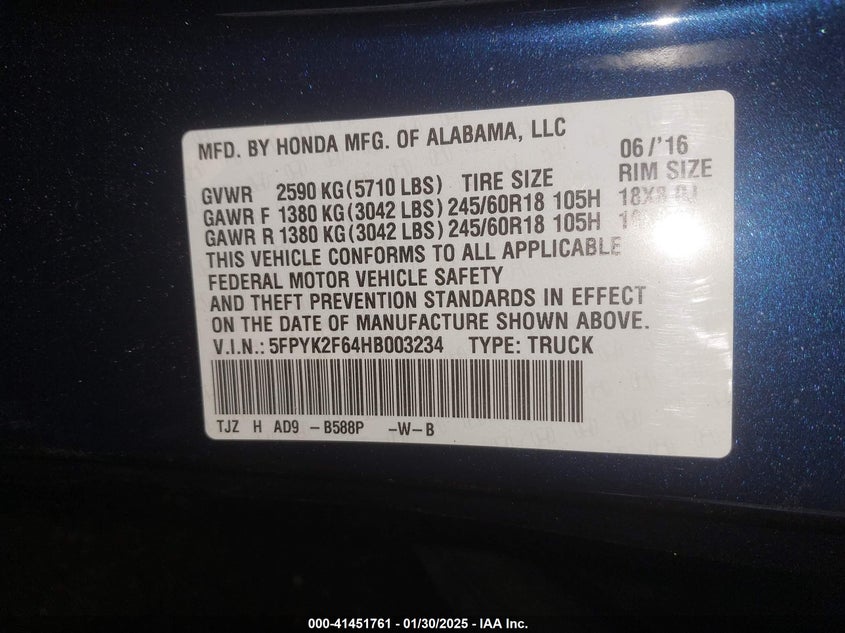 MFD. BY HONDA MFG. OF ALABAMA, LLC 06/'16
GVWR 2590 KG(5710 LBS) TIRE SIZE RIM SIZE
GAWR F 1380 KG(3042 LBS) 245/60R18 105H 18X8.0J
GAWR R 1380 KG(3042 LBS) 245/60R18 105H
THIS VEHICLE CONFORMS TO ALL APPLICABLE
FEDERAL MOTOR VEHICLE SAFETY
AND THEFT PREVENTION STANDARDS IN EFFECT
ON THE DATE OF MANUFACTURE SHOWN ABOVE.
V.I.N.: 5FPYK2F64HB003234 TYPE: TRUCK
TJZ H AD9 -B588P -W-B
000-41451761 - 01/30/2025 - IAA Inc.